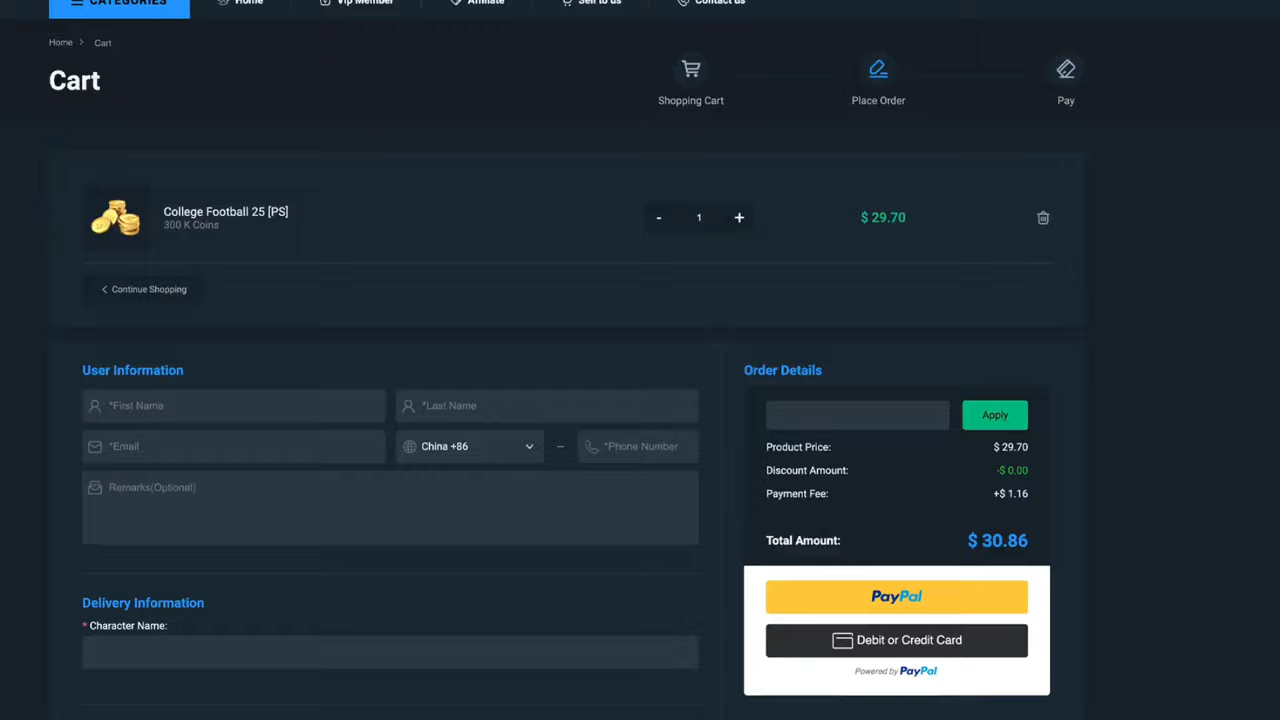 CATEGORIES
Home
Vip Member
Affiliate
Sell to us
Contact us
Home > Cart
Cart
Shopping Cart
Place Order
Pay
College Football 25 [PS]
300 K Coins
- 1 +
$ 29.70
< Continue Shopping
User Information
*First Name
*Last Name
*Email
China +86
–
*Phone Number
Remarks(Optional)
Delivery Information
* Character Name:
Order Details
Apply
Product Price: $ 29.70
Discount Amount: -$ 0.00
Payment Fee: +$ 1.16
Total Amount: $ 30.86
PayPal
Debit or Credit Card
Powered by PayPal